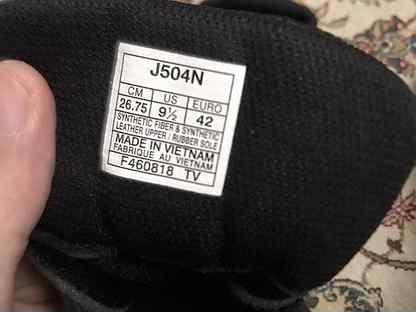 J504N
CM US EURO
26.75 9½ 42
SYNTHETIC FIBER & SYNTHETIC
LEATHER UPPER / RUBBER SOLE
MADE IN VIETNAM
FABRIQUE AU VIETNAM
F460818 TV